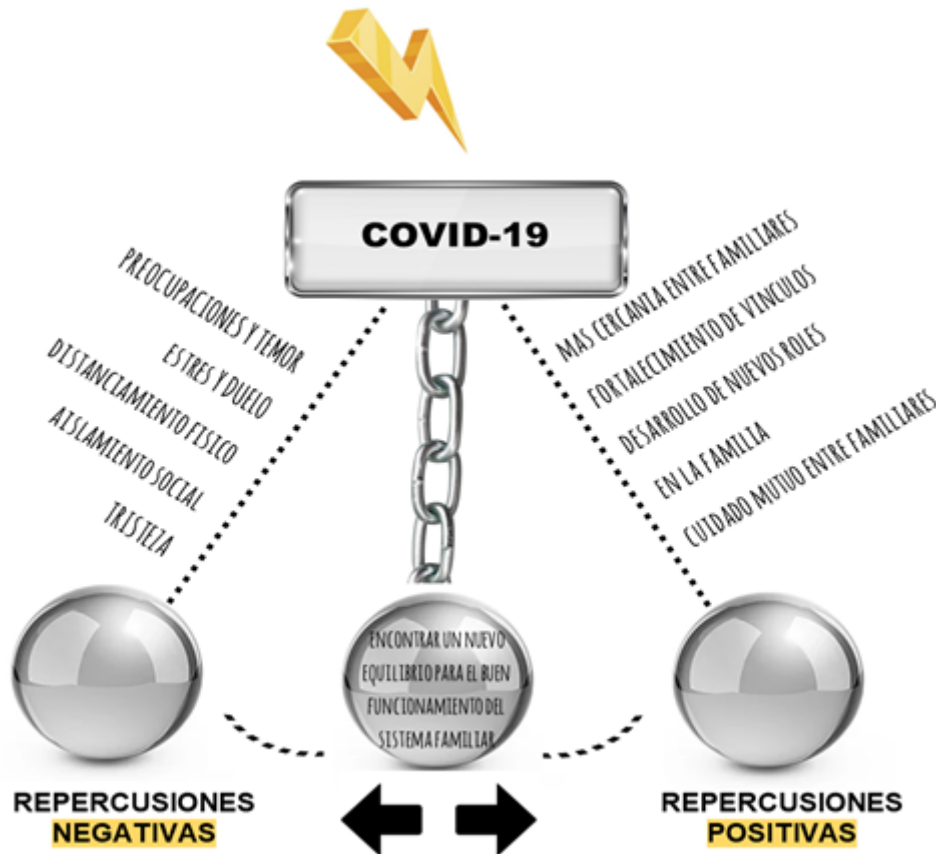 COVID-19
PREOCUPACIONES Y TEMOR
ESTRES Y DUELO
DISTANCIAMIENTO FISICO
AISLAMIENTO SOCIAL
TRISTEZA
MAS CERCANIA ENTRE FAMILIARES
FORTALECIMIENTO DE VINCULOS
DESARROLLO DE NUEVOS ROLES
EN LA FAMILIA
CUIDADO MUTUO ENTRE FAMILIARES
ENCONTRAR UN NUEVO
EQUILIBRIO PARA EL BUEN
FUNCIONAMIENTO DEL
SISTEMA FAMILIAR
REPERCUSIONES
NEGATIVAS
REPERCUSIONES
POSITIVAS